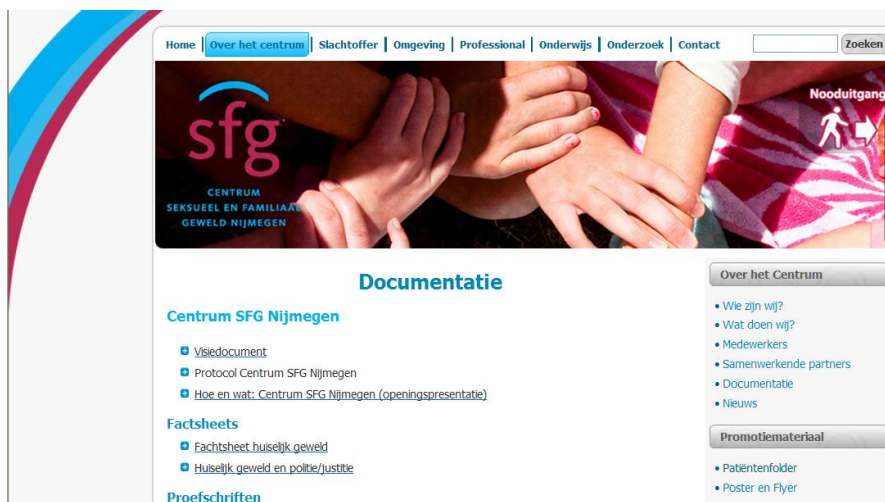 Home | Over het centrum | Slachtoffer | Omgeving | Professional | Onderwijs | Onderzoek | Contact
Zoeken
Nooduitgang
sfg
CENTRUM
SEKSUEEL EN FAMILIAAL
GEWELD NIJMEGEN
Documentatie
Centrum SFG Nijmegen
Visiedocument
Protocol Centrum SFG Nijmegen
Hoe en wat: Centrum SFG Nijmegen (openingspresentatie)
Factsheets
Fachtsheet huiselijk geweld
Huiselijk geweld en politie/justitie
Proefschriften
Over het Centrum
• Wie zijn wij?
• Wat doen wij?
• Medewerkers
• Samenwerkende partners
• Documentatie
• Nieuws
Promotiemateriaal
• Patiëntenfolder
• Poster en Flyer